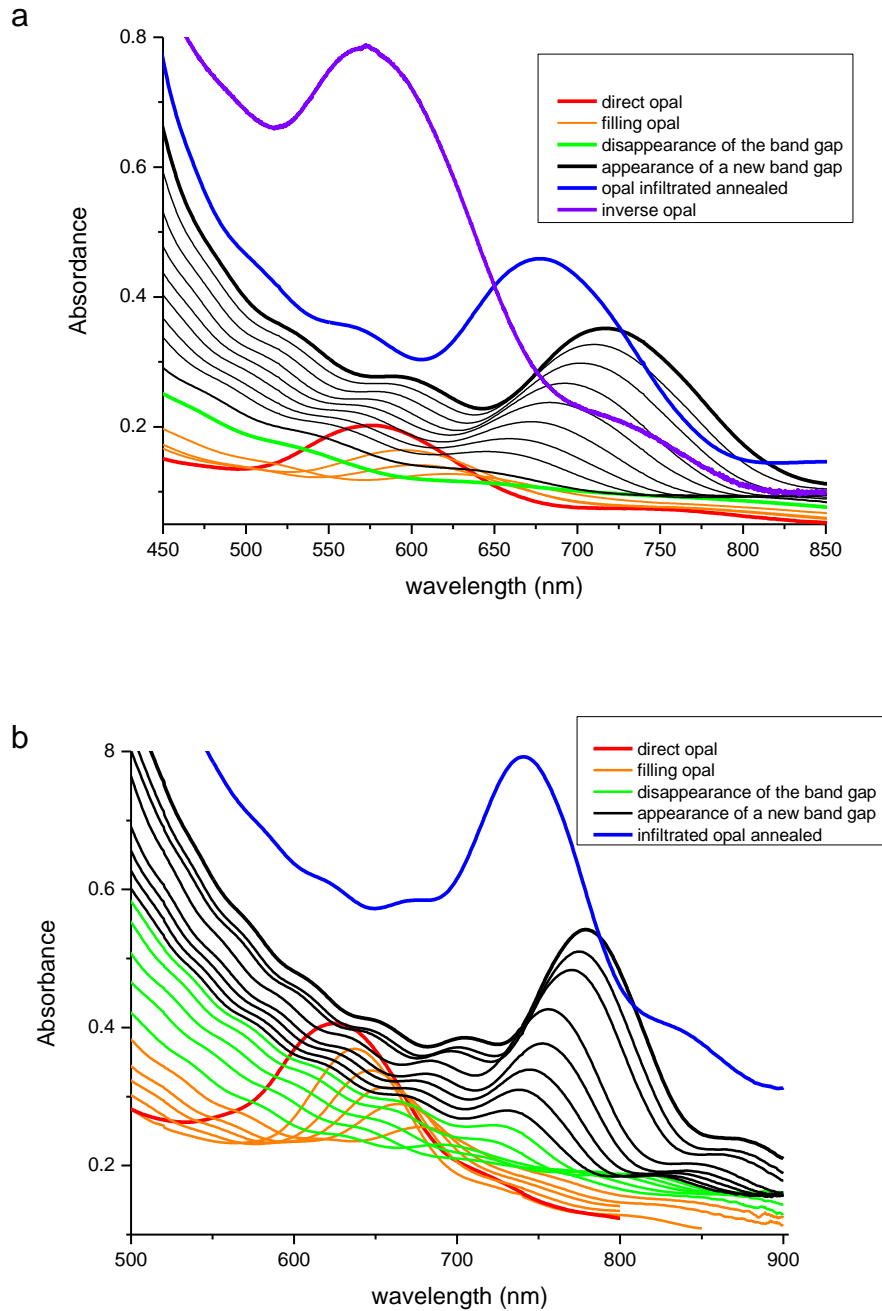 a
0.8
0.6
0.4
0.2
Absordance
direct opal
filling opal
disappearance of the band gap
appearance of a new band gap
opal infiltrated annealed
inverse opal
450 500 550 600 650 700 750 800 850
wavelength (nm)
b
8
0.6
0.4
0.2
Absorbance
direct opal
filling opal
disappearance of the band gap
appearance of a new band gap
infiltrated opal annealed
500 600 700 800 900
wavelength (nm)